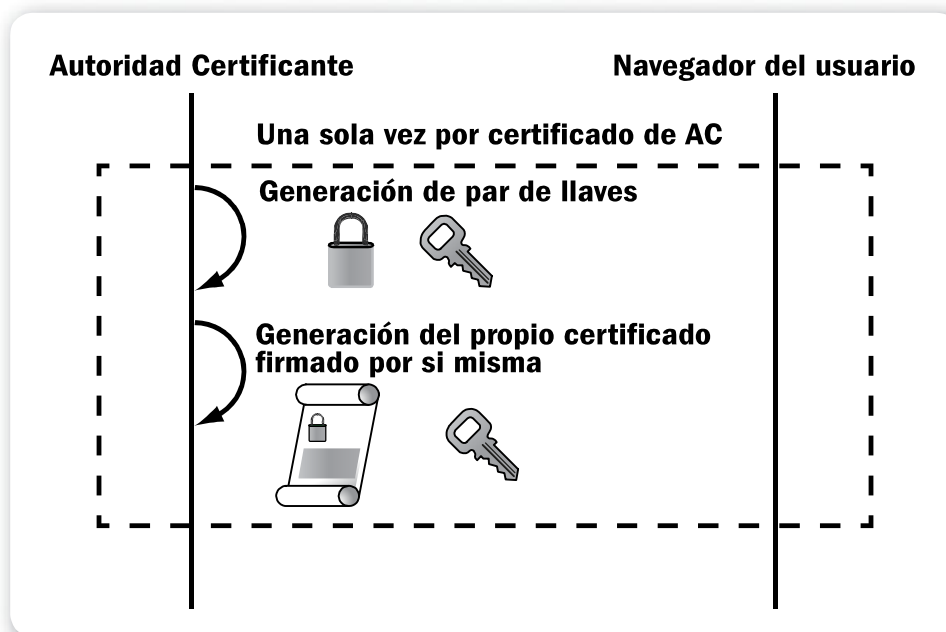 Autoridad Certificante
Navegador del usuario
Una sola vez por certificado de AC
Generación de par de llaves
Generación del propio certificado
firmado por si misma